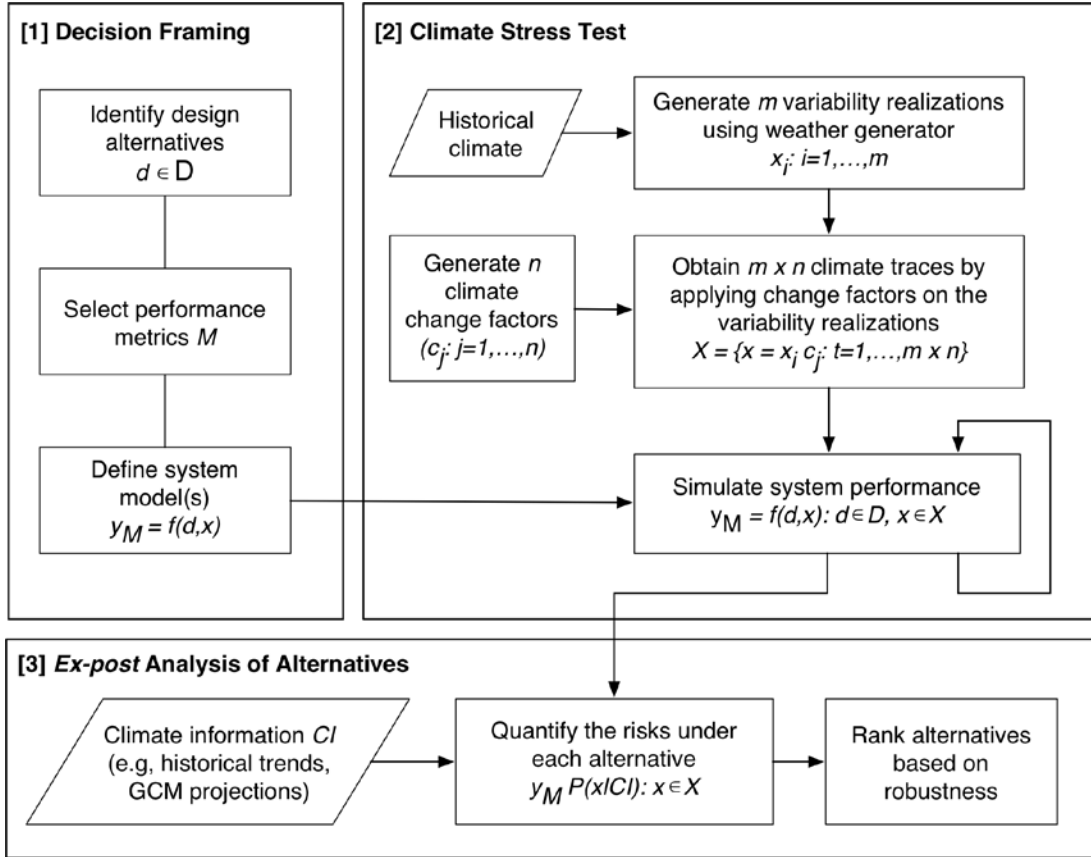 [1] Decision Framing
Identify design
alternatives
d ∈ D
Select performance
metrics M
Define system
model(s)
y_M = f(d,x)
[2] Climate Stress Test
Historical
climate
Generate m variability realizations
using weather generator
x_i: i=1,…,m
Generate n
climate
change factors
(c_j: j=1,…,n)
Obtain m x n climate traces by
applying change factors on the
variability realizations
X = {x = x_i c_j: t=1,…,m x n}
Simulate system performance
y_M = f(d,x): d∈D, x∈X
[3] Ex-post Analysis of Alternatives
Climate information CI
(e.g, historical trends,
GCM projections)
Quantify the risks under
each alternative
y_M P(x|CI): x∈X
Rank alternatives
based on
robustness